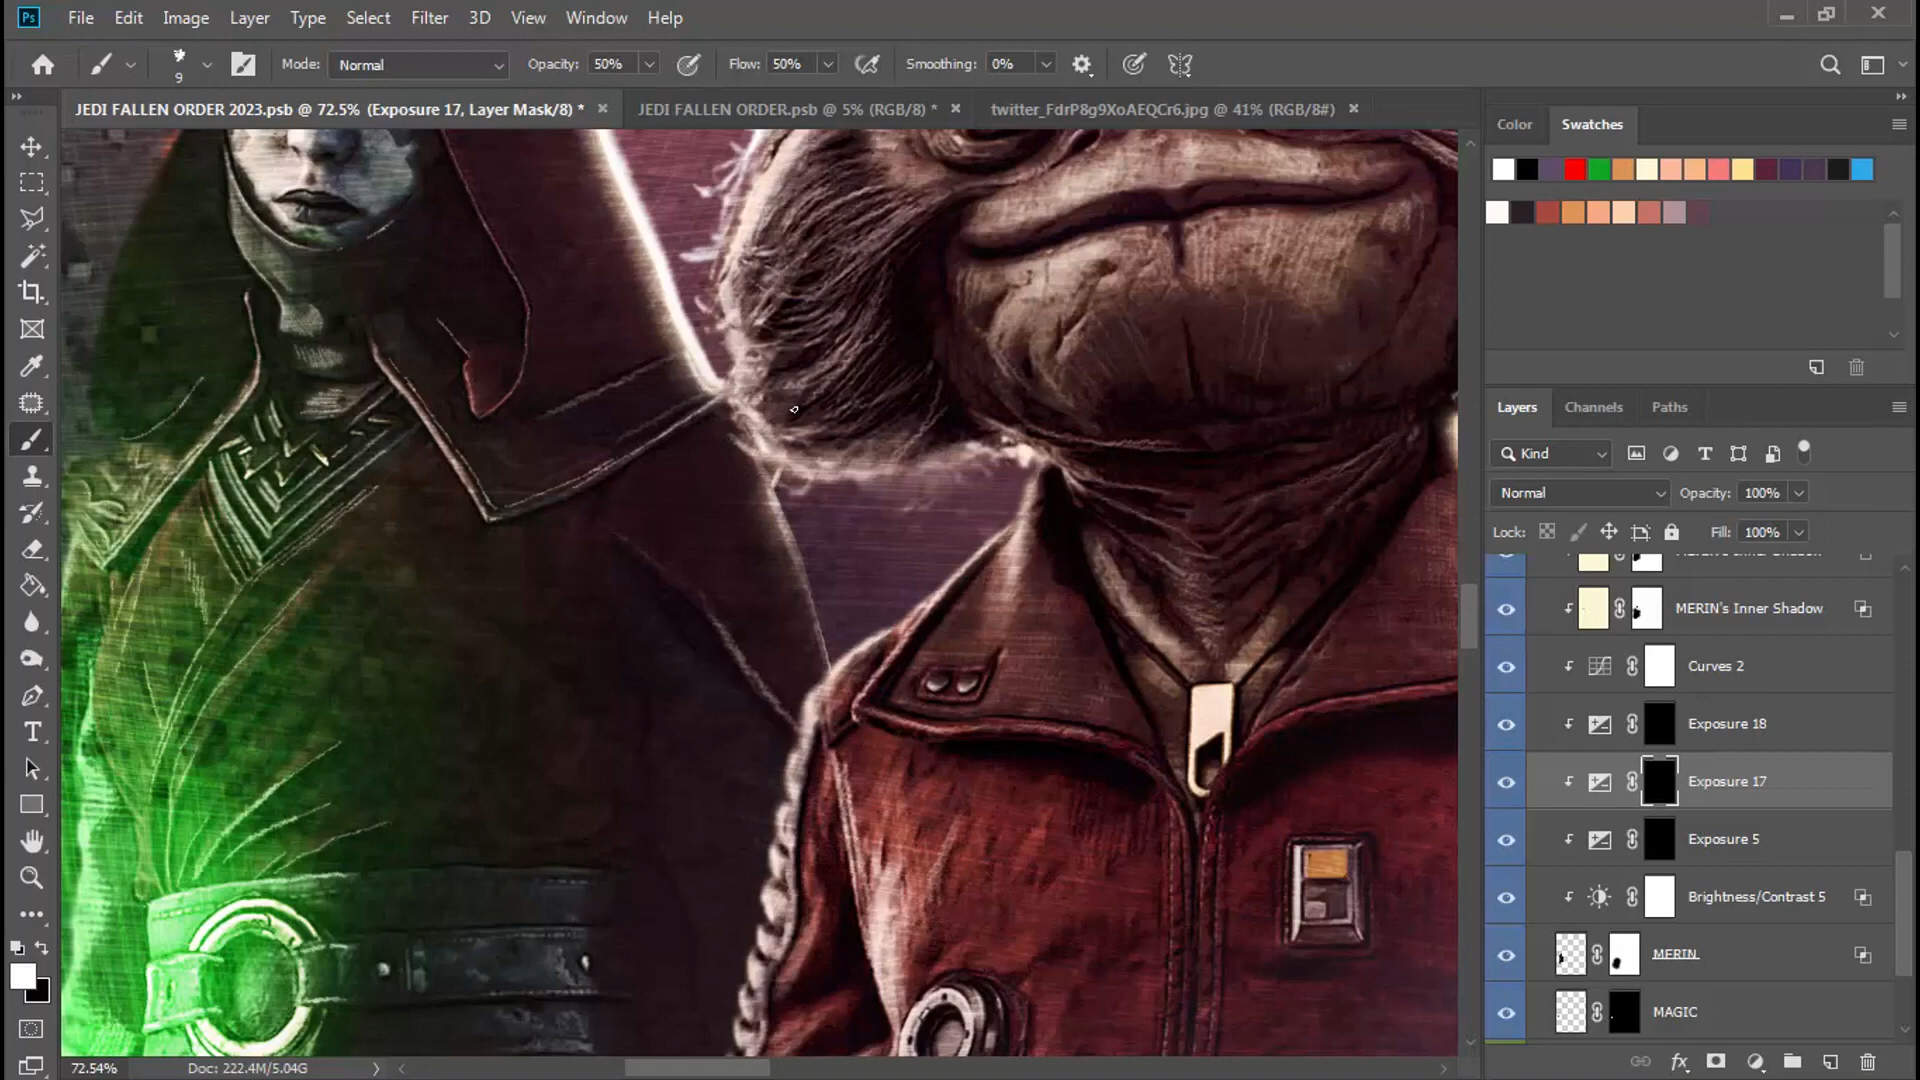 Ps File Edit Image Layer Type Select Filter 3D View Window Help
9 Mode: Normal Opacity: 50% Flow: 50% Smoothing: 0%
JEDI FALLEN ORDER 2023.psb @ 72.5% (Exposure 17, Layer Mask/8) * JEDI FALLEN ORDER.psb @ 5% (RGB/8) * twitter_FdrP8g9XoAEQCr6.jpg @ 41% (RGB/8#)
Color Swatches
Layers Channels Paths
Kind
Normal Opacity: 100%
Lock: Fill: 100%
MERIN's Inner Shadow
MERIN's Inner Shadow
Curves 2
Exposure 18
Exposure 17
Exposure 5
Brightness/Contrast 5
MERIN
MAGIC
72.54% Doc: 222.4M/5.04G
fx